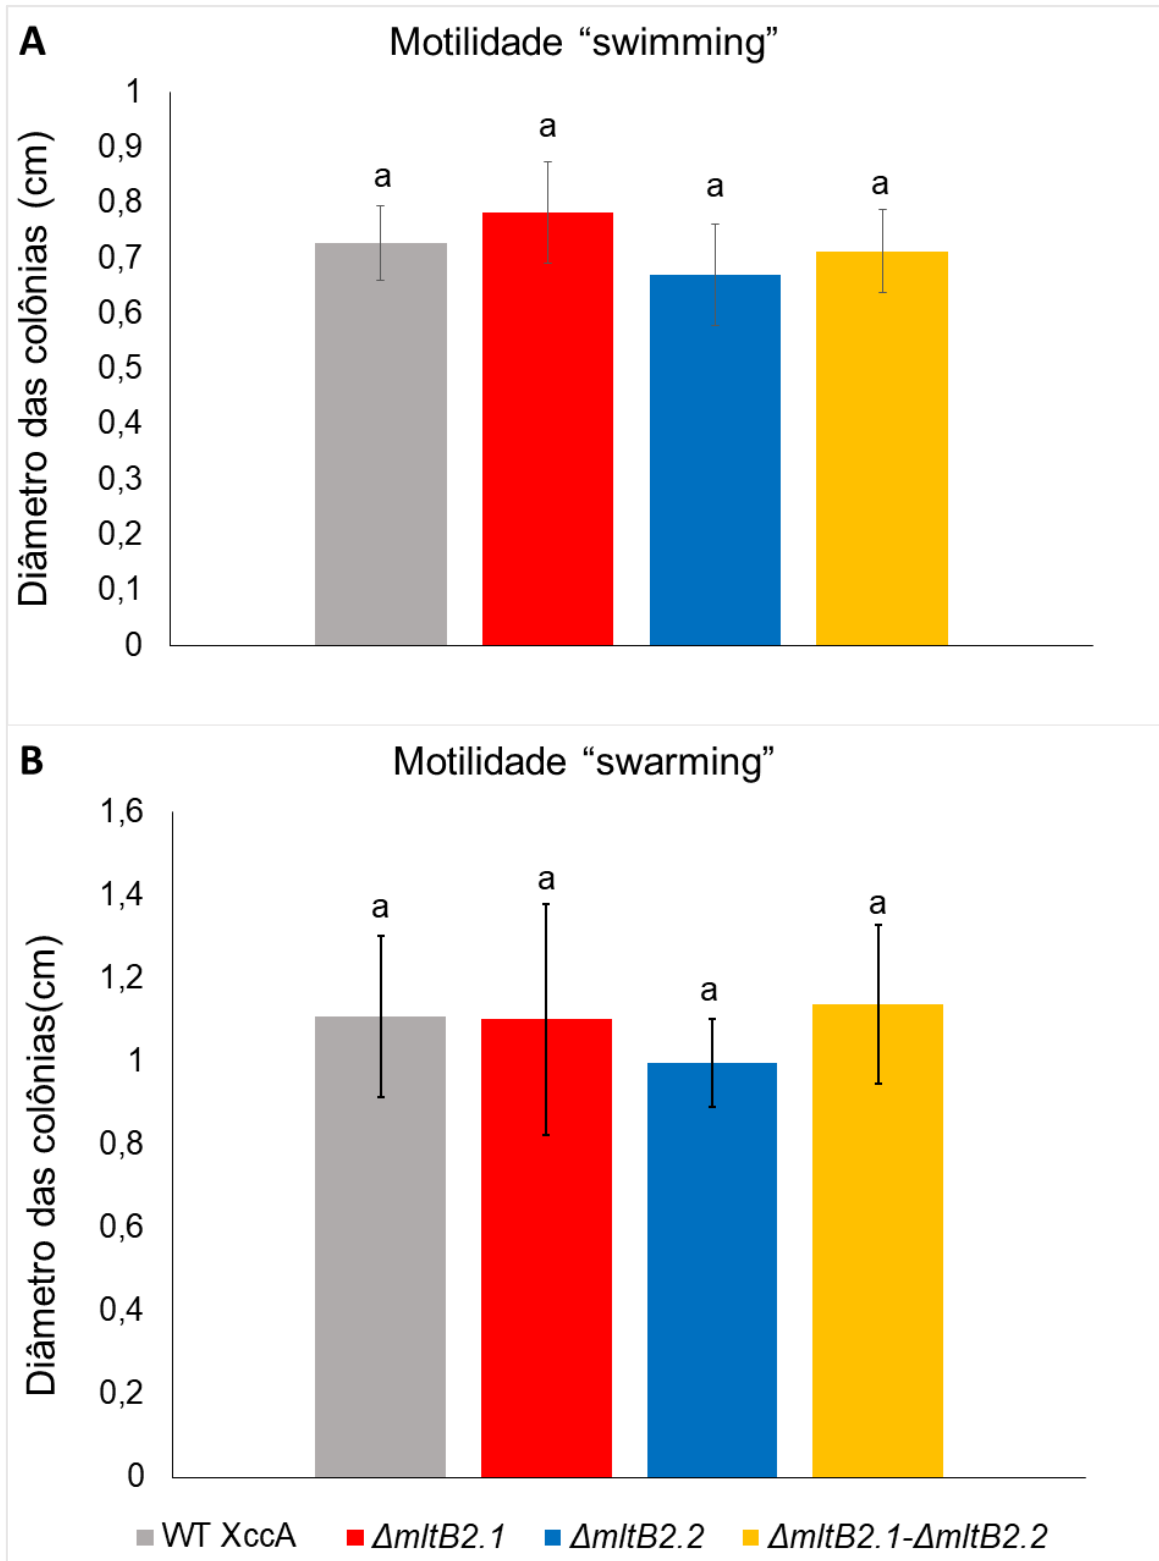 A
Motilidade “swimming”
Diâmetro das colônias (cm)
1
0,9
0,8
0,7
0,6
0,5
0,4
0,3
0,2
0,1
0
a
a
a
a
B
Motilidade “swarming”
Diâmetro das colônias(cm)
1,6
1,4
1,2
1
0,8
0,6
0,4
0,2
0
a
a
a
a
WT XccA ΔmltB2.1 ΔmltB2.2 ΔmltB2.1-ΔmltB2.2